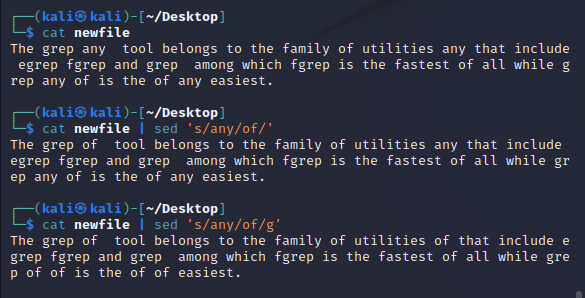 ┌──(kali㉿kali)-[~/Desktop]
└─$ cat newfile
The grep any  tool belongs to the family of utilities any that include
 egrep fgrep and grep  among which fgrep is the fastest of all while g
rep any of is the of any easiest.
┌──(kali㉿kali)-[~/Desktop]
└─$ cat newfile | sed 's/any/of/'
The grep of  tool belongs to the family of utilities any that include
egrep fgrep and grep  among which fgrep is the fastest of all while gr
ep any of is the of any easiest.
┌──(kali㉿kali)-[~/Desktop]
└─$ cat newfile | sed 's/any/of/g'
The grep of  tool belongs to the family of utilities of that include e
grep fgrep and grep  among which fgrep is the fastest of all while gre
p of of is the of of easiest.